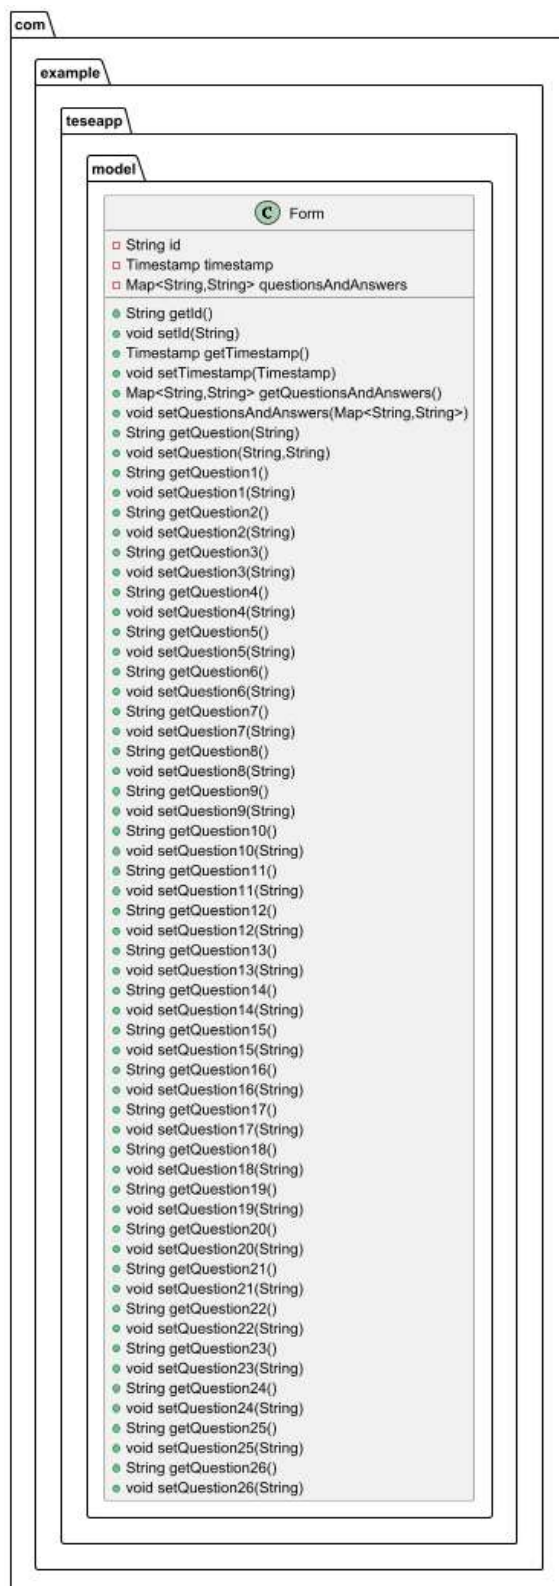 com
example
teseapp
model
C Form
String id
Timestamp timestamp
Map<String,String> questionsAndAnswers
String getId()
void setId(String)
Timestamp getTimestamp()
void setTimestamp(Timestamp)
Map<String,String> getQuestionsAndAnswers()
void setQuestionsAndAnswers(Map<String,String>)
String getQuestion(String)
void setQuestion(String,String)
String getQuestion1()
void setQuestion1(String)
String getQuestion2()
void setQuestion2(String)
String getQuestion3()
void setQuestion3(String)
String getQuestion4()
void setQuestion4(String)
String getQuestion5()
void setQuestion5(String)
String getQuestion6()
void setQuestion6(String)
String getQuestion7()
void setQuestion7(String)
String getQuestion8()
void setQuestion8(String)
String getQuestion9()
void setQuestion9(String)
String getQuestion10()
void setQuestion10(String)
String getQuestion11()
void setQuestion11(String)
String getQuestion12()
void setQuestion12(String)
String getQuestion13()
void setQuestion13(String)
String getQuestion14()
void setQuestion14(String)
String getQuestion15()
void setQuestion15(String)
String getQuestion16()
void setQuestion16(String)
String getQuestion17()
void setQuestion17(String)
String getQuestion18()
void setQuestion18(String)
String getQuestion19()
void setQuestion19(String)
String getQuestion20()
void setQuestion20(String)
String getQuestion21()
void setQuestion21(String)
String getQuestion22()
void setQuestion22(String)
String getQuestion23()
void setQuestion23(String)
String getQuestion24()
void setQuestion24(String)
String getQuestion25()
void setQuestion25(String)
String getQuestion26()
void setQuestion26(String)